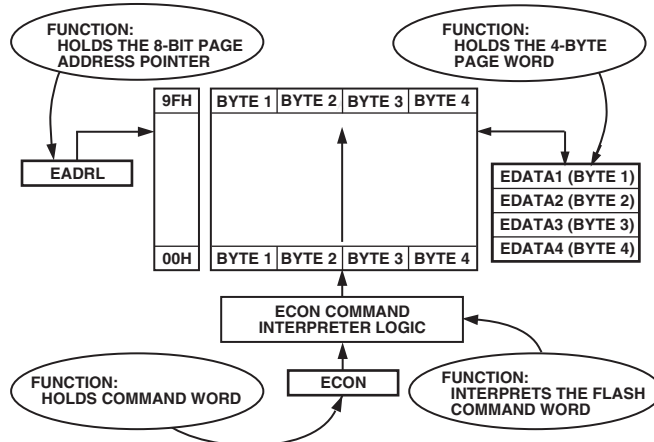 FUNCTION:
HOLDS THE 8-BIT PAGE
ADDRESS POINTER
FUNCTION:
HOLDS THE 4-BYTE
PAGE WORD
9FH
BYTE 1 BYTE 2 BYTE 3 BYTE 4
EADRL
EDATA1 (BYTE 1)
EDATA2 (BYTE 2)
EDATA3 (BYTE 3)
EDATA4 (BYTE 4)
00H
BYTE 1 BYTE 2 BYTE 3 BYTE 4
ECON COMMAND
INTERPRETER LOGIC
FUNCTION:
HOLDS COMMAND WORD
ECON
FUNCTION:
INTERPRETS THE FLASH
COMMAND WORD